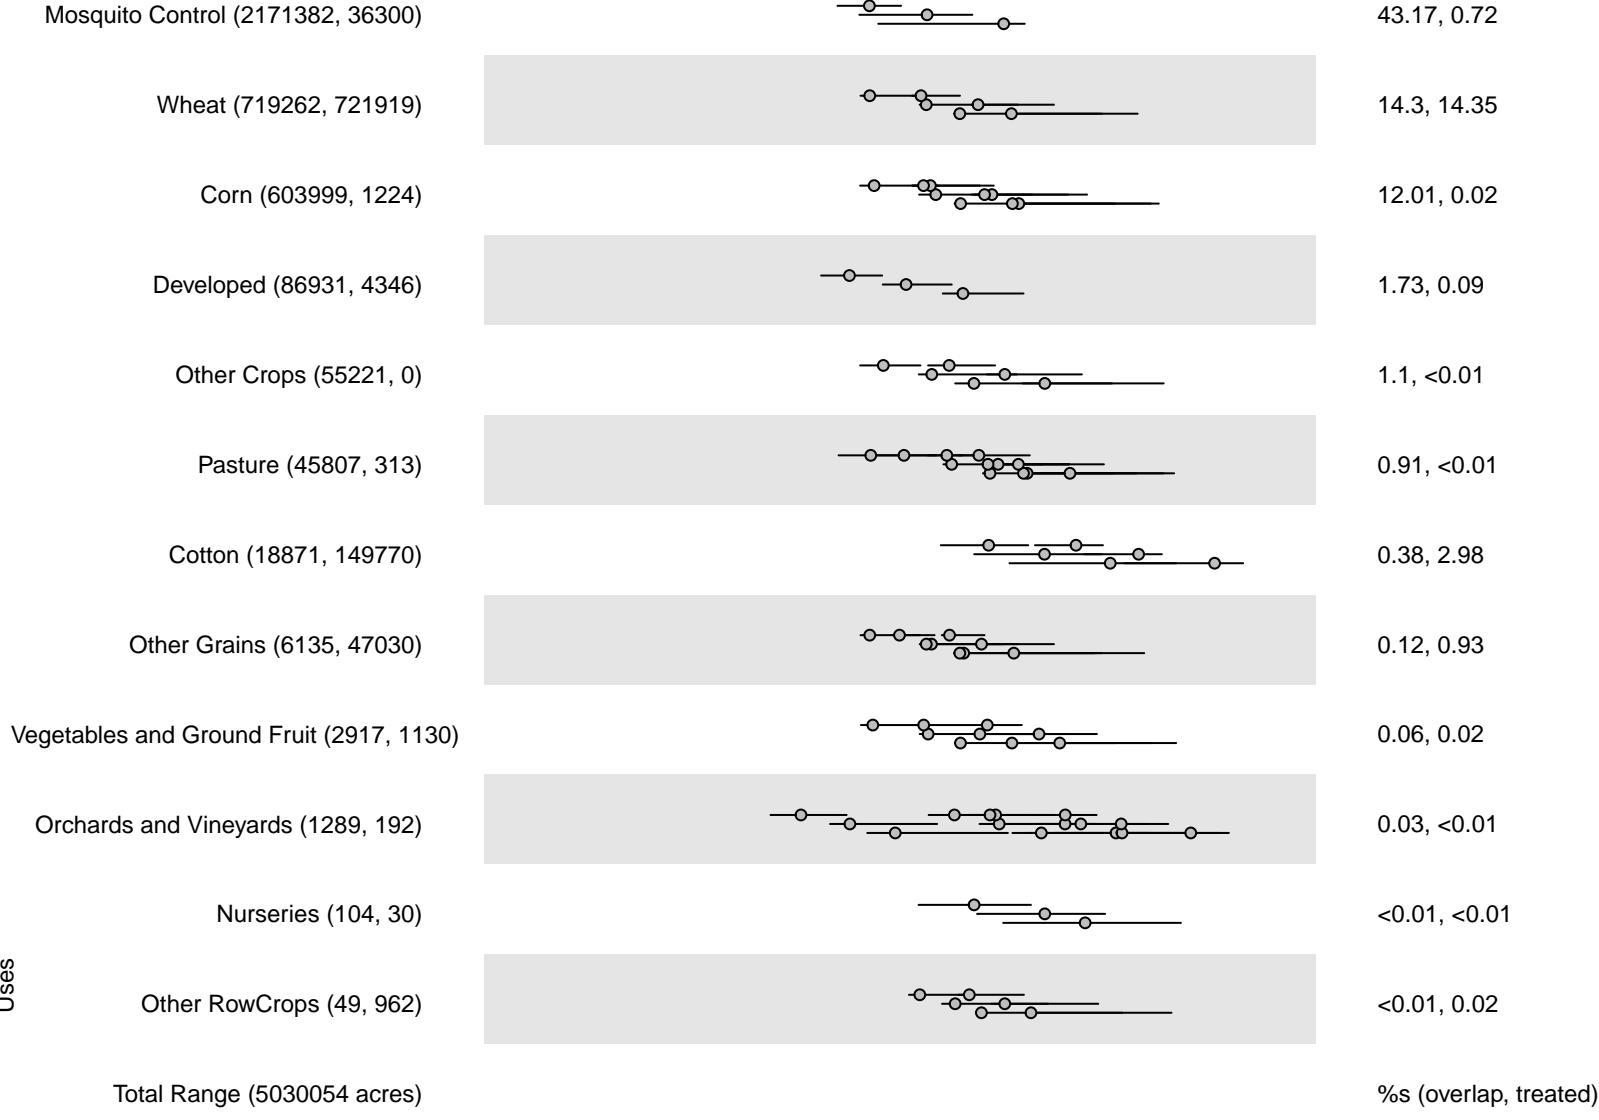 Mosquito Control (2171382, 36300) 43.17, 0.72
Wheat (719262, 721919) 14.3, 14.35
Corn (603999, 1224) 12.01, 0.02
Developed (86931, 4346) 1.73, 0.09
Other Crops (55221, 0) 1.1, <0.01
Pasture (45807, 313) 0.91, <0.01
Cotton (18871, 149770) 0.38, 2.98
Other Grains (6135, 47030) 0.12, 0.93
Vegetables and Ground Fruit (2917, 1130) 0.06, 0.02
Orchards and Vineyards (1289, 192) 0.03, <0.01
Nurseries (104, 30) <0.01, <0.01
Uses
Other RowCrops (49, 962) <0.01, 0.02
Total Range (5030054 acres) %s (overlap, treated)